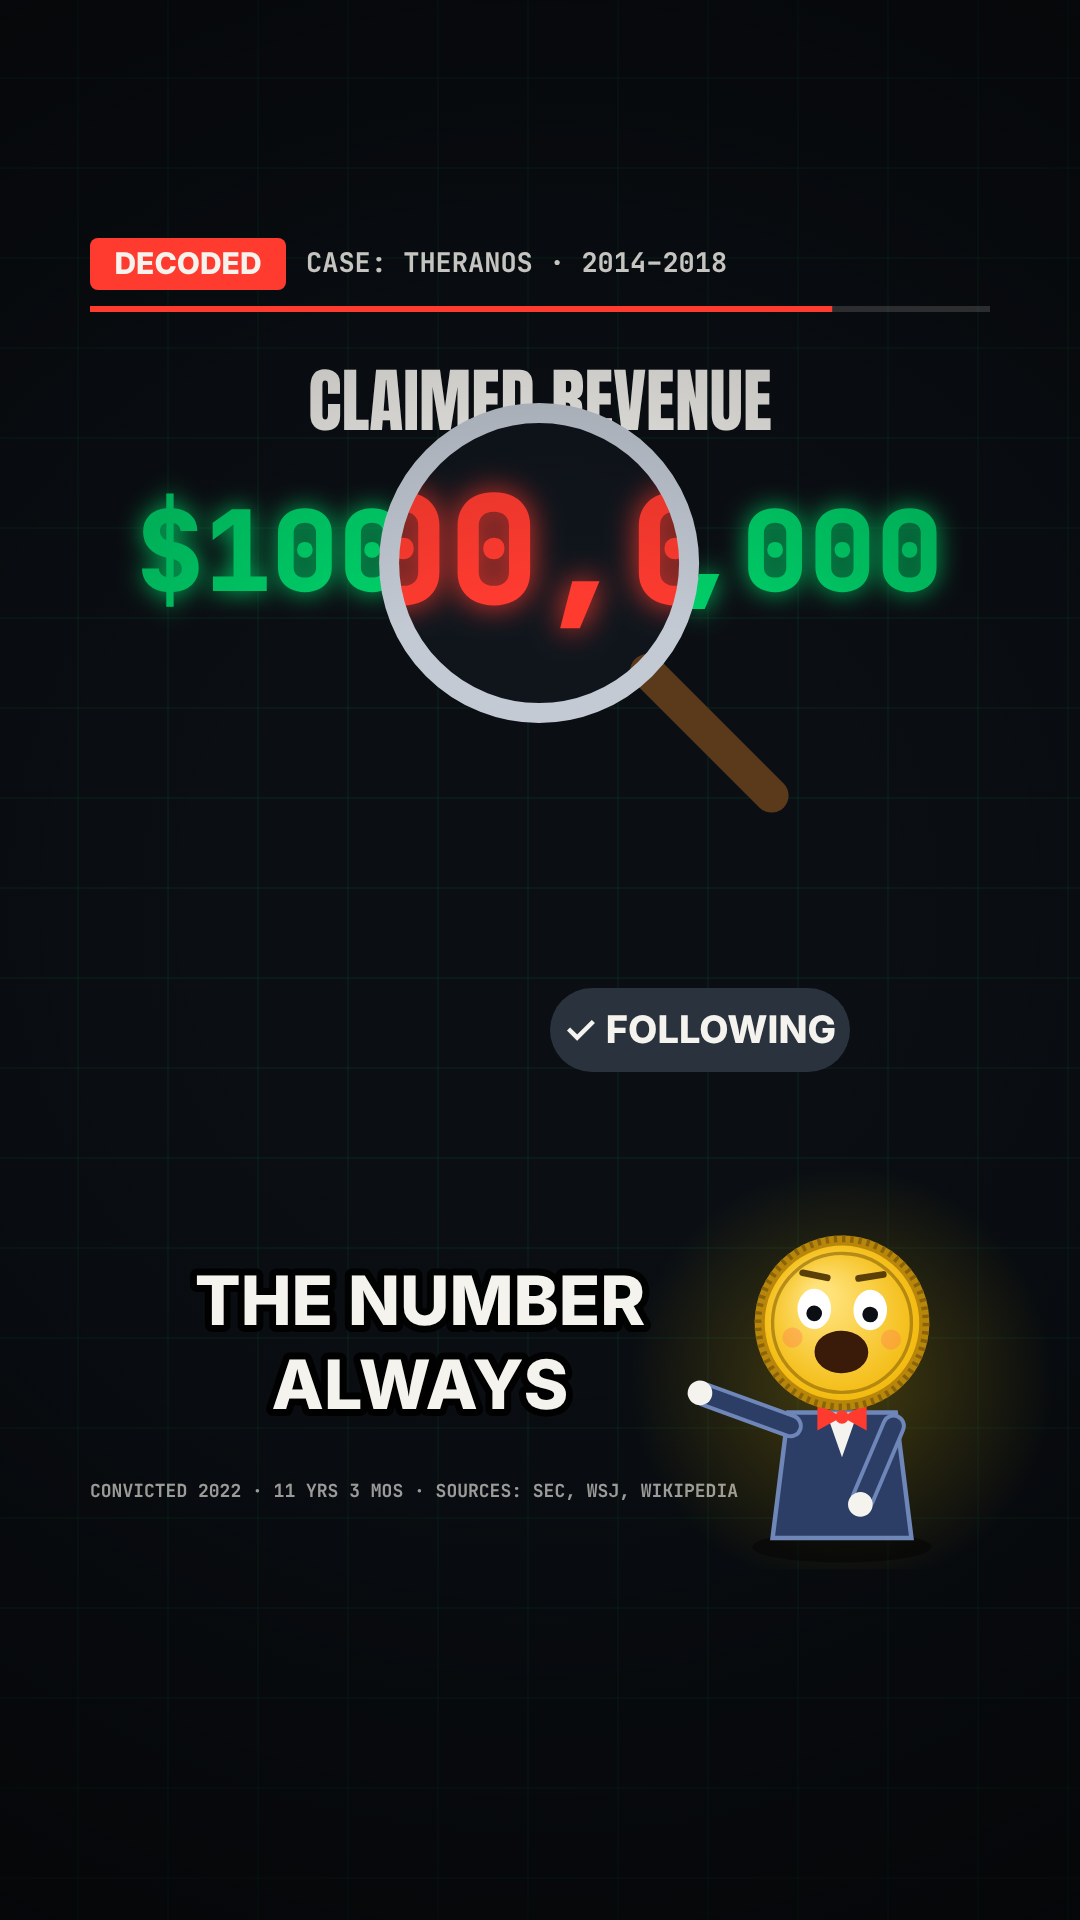 DECODED
CASE: THERANOS · 2014–2018
CLAIMED REVENUE
$100,000,000
✓ FOLLOWING
THE NUMBER
ALWAYS
CONVICTED 2022 · 11 YRS 3 MOS · SOURCES: SEC, WSJ, WIKIPEDIA